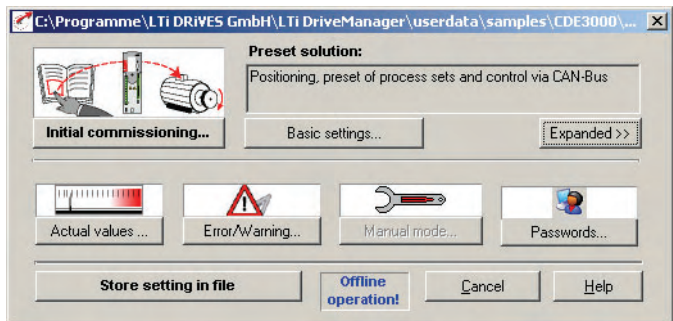 C:\Programme\LTi DRiVES GmbH\LTi DriveManager\userdata\samples\CDE3000\...
Preset solution:
Positioning, preset of process sets and control via CAN-Bus
Initial commissioning...
Basic settings...
Expanded >>
Actual values ...
Error/Warning...
Manual mode...
Passwords...
Store setting in file
Offline
operation!
Cancel
Help